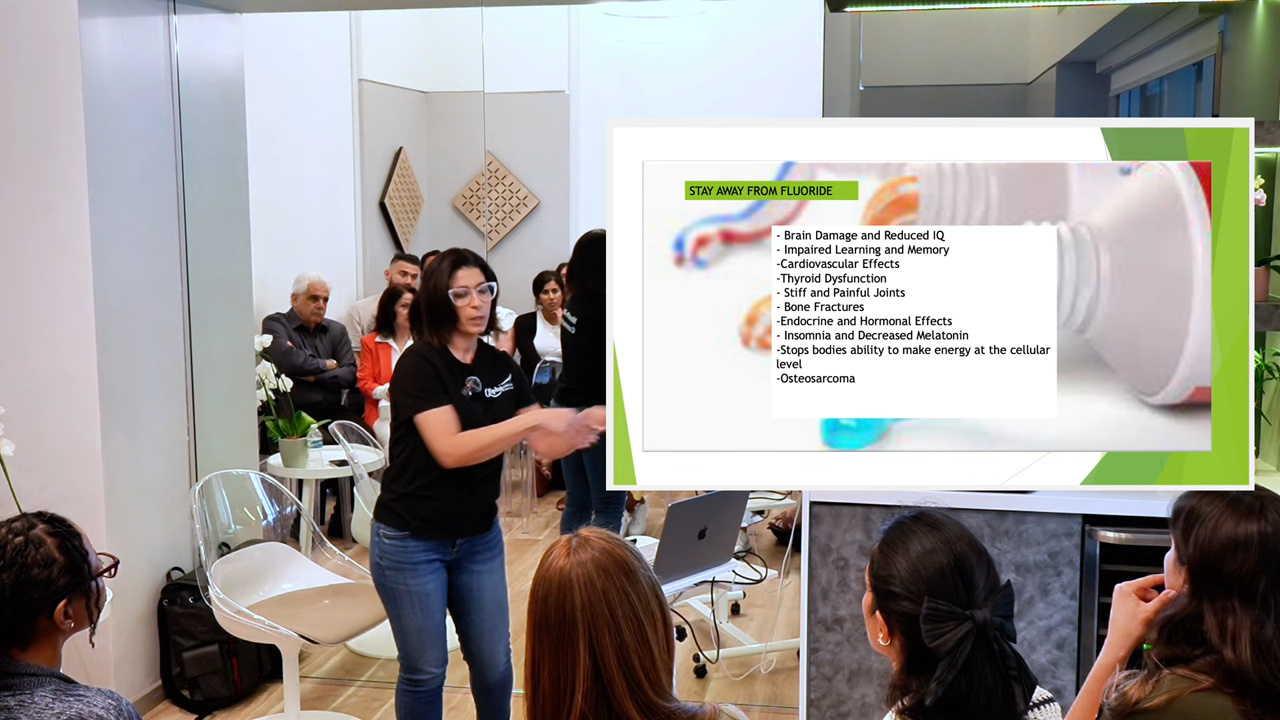 STAY AWAY FROM FLUORIDE
- Brain Damage and Reduced IQ
- Impaired Learning and Memory
-Cardiovascular Effects
-Thyroid Dysfunction
- Stiff and Painful Joints
- Bone Fractures
-Endocrine and Hormonal Effects
- Insomnia and Decreased Melatonin
-Stops bodies ability to make energy at the cellular
level
-Osteosarcoma